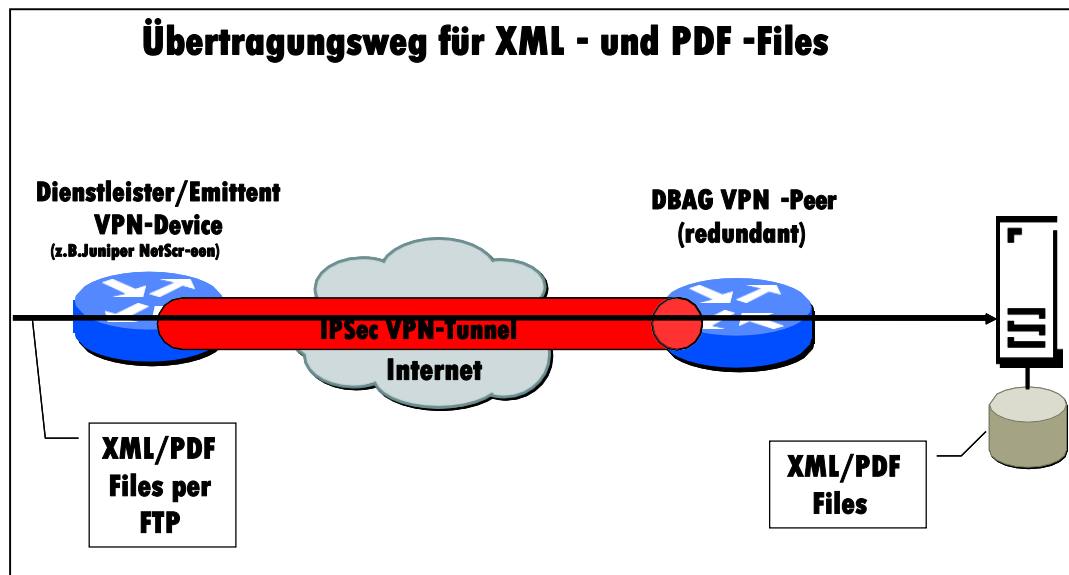 Übertragungsweg für XML - und PDF -Files
Dienstleister/Emittent
VPN-Device
(z.B.Juniper NetScr-een)
DBAG VPN -Peer
(redundant)
IPSec VPN-Tunnel
Internet
XML/PDF
Files per
FTP
XML/PDF
Files